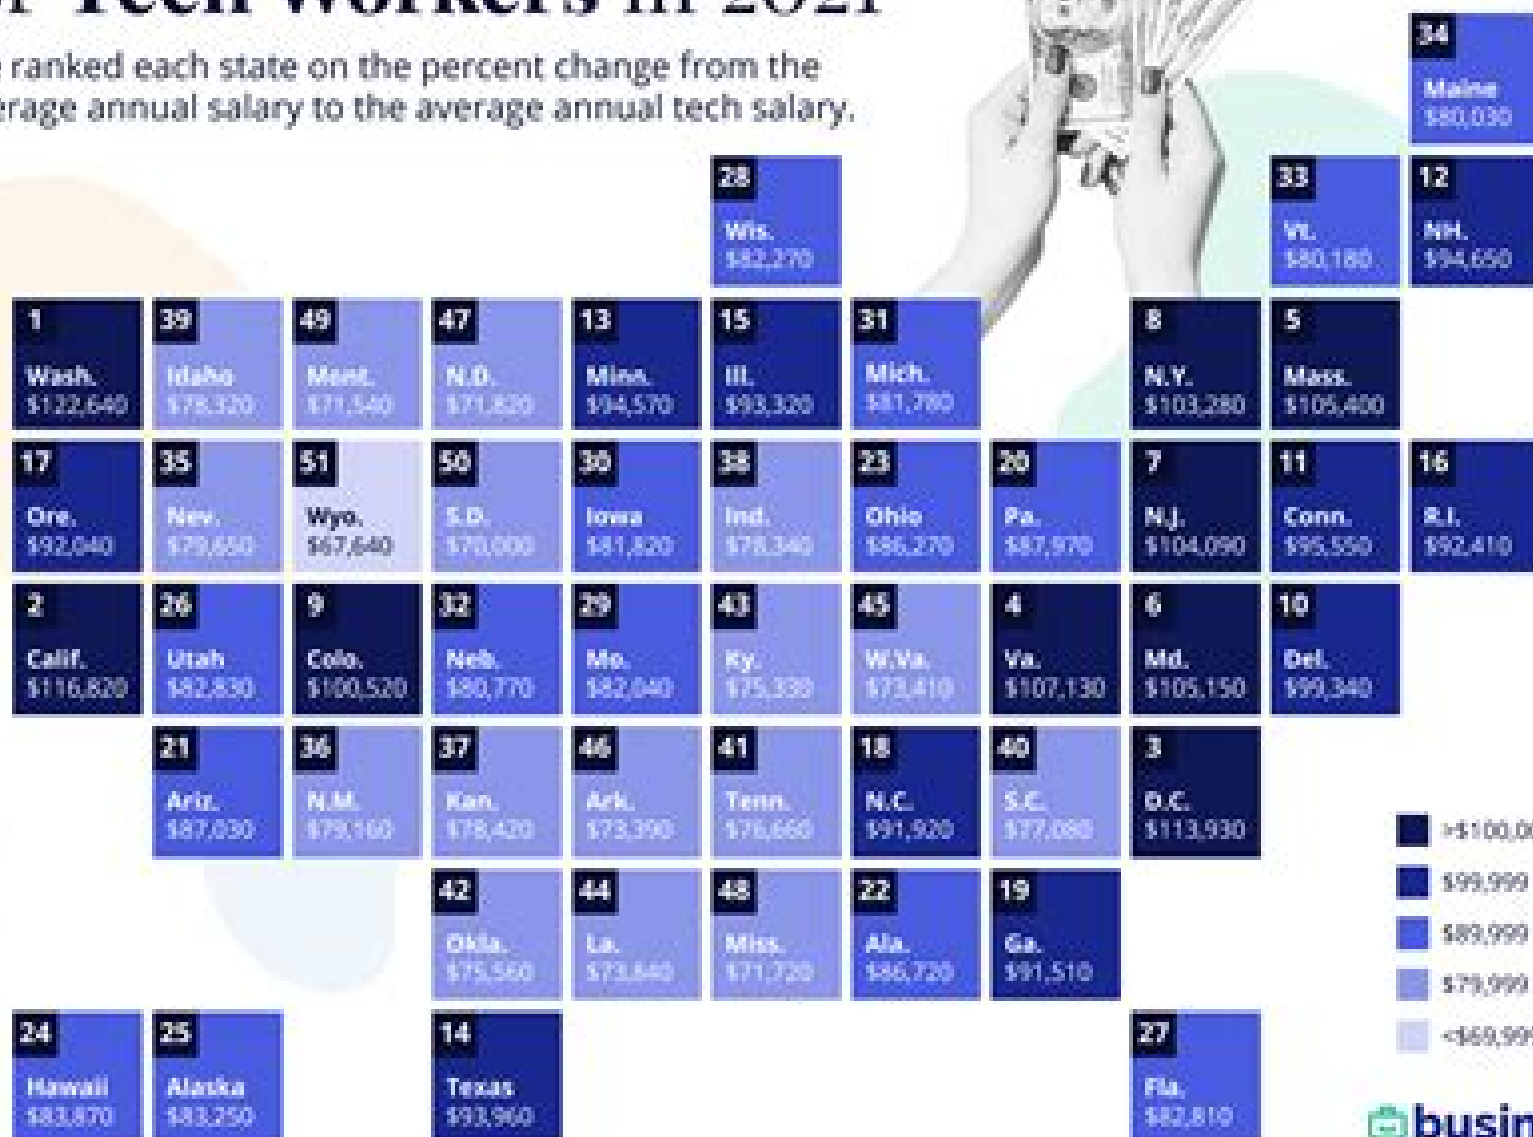 Tech Workers in 2021
ranked each state on the percent change from the
annual salary to the average annual tech salary.
34
Maine
$80,030
28
Wis.
$82,270
33
Vt.
$80,180
12
NH.
$94,650
1
Wash.
$122,640
39
Idaho
$78,320
49
Mont.
$71,540
47
N.D.
$71,820
13
Minn.
$94,570
15
Ill.
$93,320
31
Mich.
$81,780
8
N.Y.
$103,280
5
Mass.
$105,400
17
Ore.
$92,040
35
Nev.
$79,650
51
Wyo.
$67,640
50
S.D.
$70,000
30
Iowa
$81,820
38
Ind.
$78,340
23
Ohio
$86,270
20
Pa.
$87,970
7
N.J.
$104,090
11
Conn.
$95,550
16
R.I.
$92,410
2
Calif.
$116,820
26
Utah
$82,830
9
Colo.
$100,520
32
Neb.
$80,770
29
Mo.
$82,040
43
Ky.
$75,330
45
W.Va.
$73,410
4
Va.
$107,130
6
Md.
$105,150
10
Del.
$99,340
21
Ariz.
$87,030
36
N.M.
$79,160
37
Kan.
$78,420
46
Ark.
$73,390
41
Tenn.
$76,660
18
N.C.
$91,920
40
S.C.
$77,080
3
D.C.
$113,930
42
Okla.
$75,560
44
La.
$73,840
48
Miss.
$71,720
22
Ala.
$86,720
19
Ga.
$91,510
24
Hawaii
$83,870
25
Alaska
$83,250
14
Texas
$93,960
27
Fla.
$82,810
$99,999
$89,999
$79,999
busin